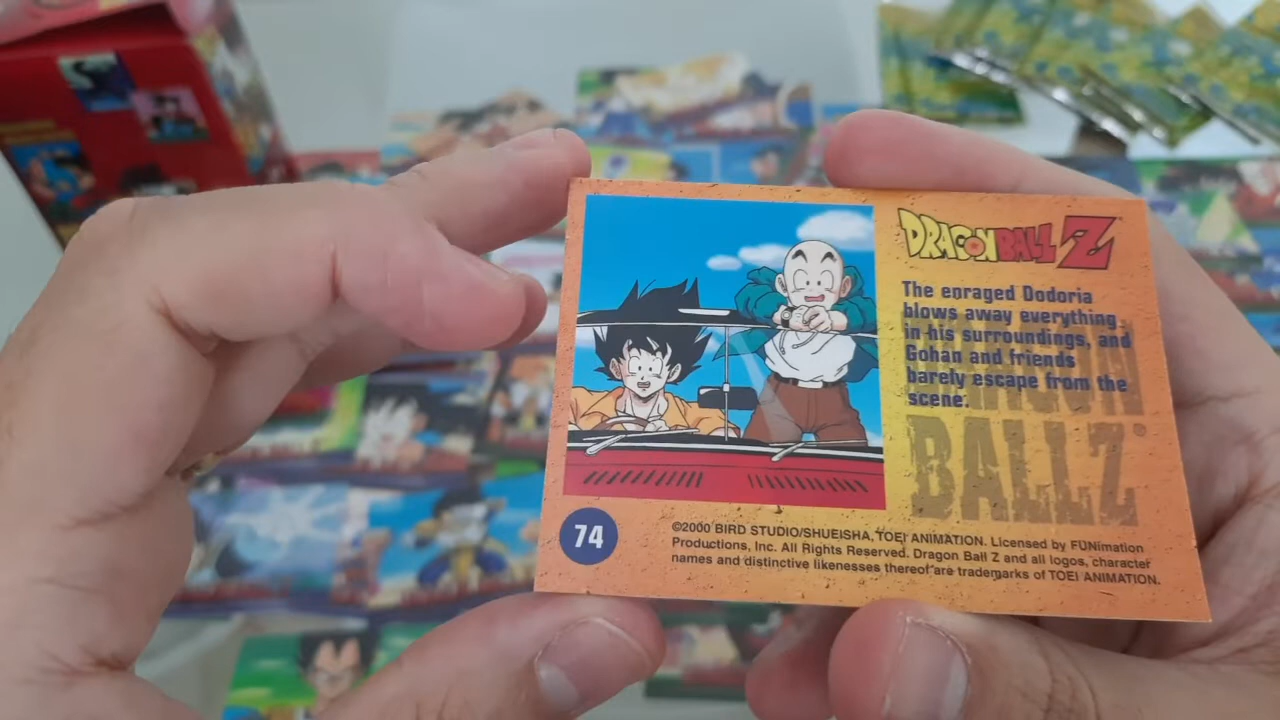 DRAGONBALL Z
The enraged Dodoria
blows away everything
in his surroundings, and
Gohan and friends
barely escape from the
scene.
DRAGON
BALL Z
74
©2000 BIRD STUDIO/SHUEISHA, TOEI ANIMATION. Licensed by FUNimation
Productions, Inc. All Rights Reserved. Dragon Ball Z and all logos, character
names and distinctive likenesses thereof are trademarks of TOEI ANIMATION.